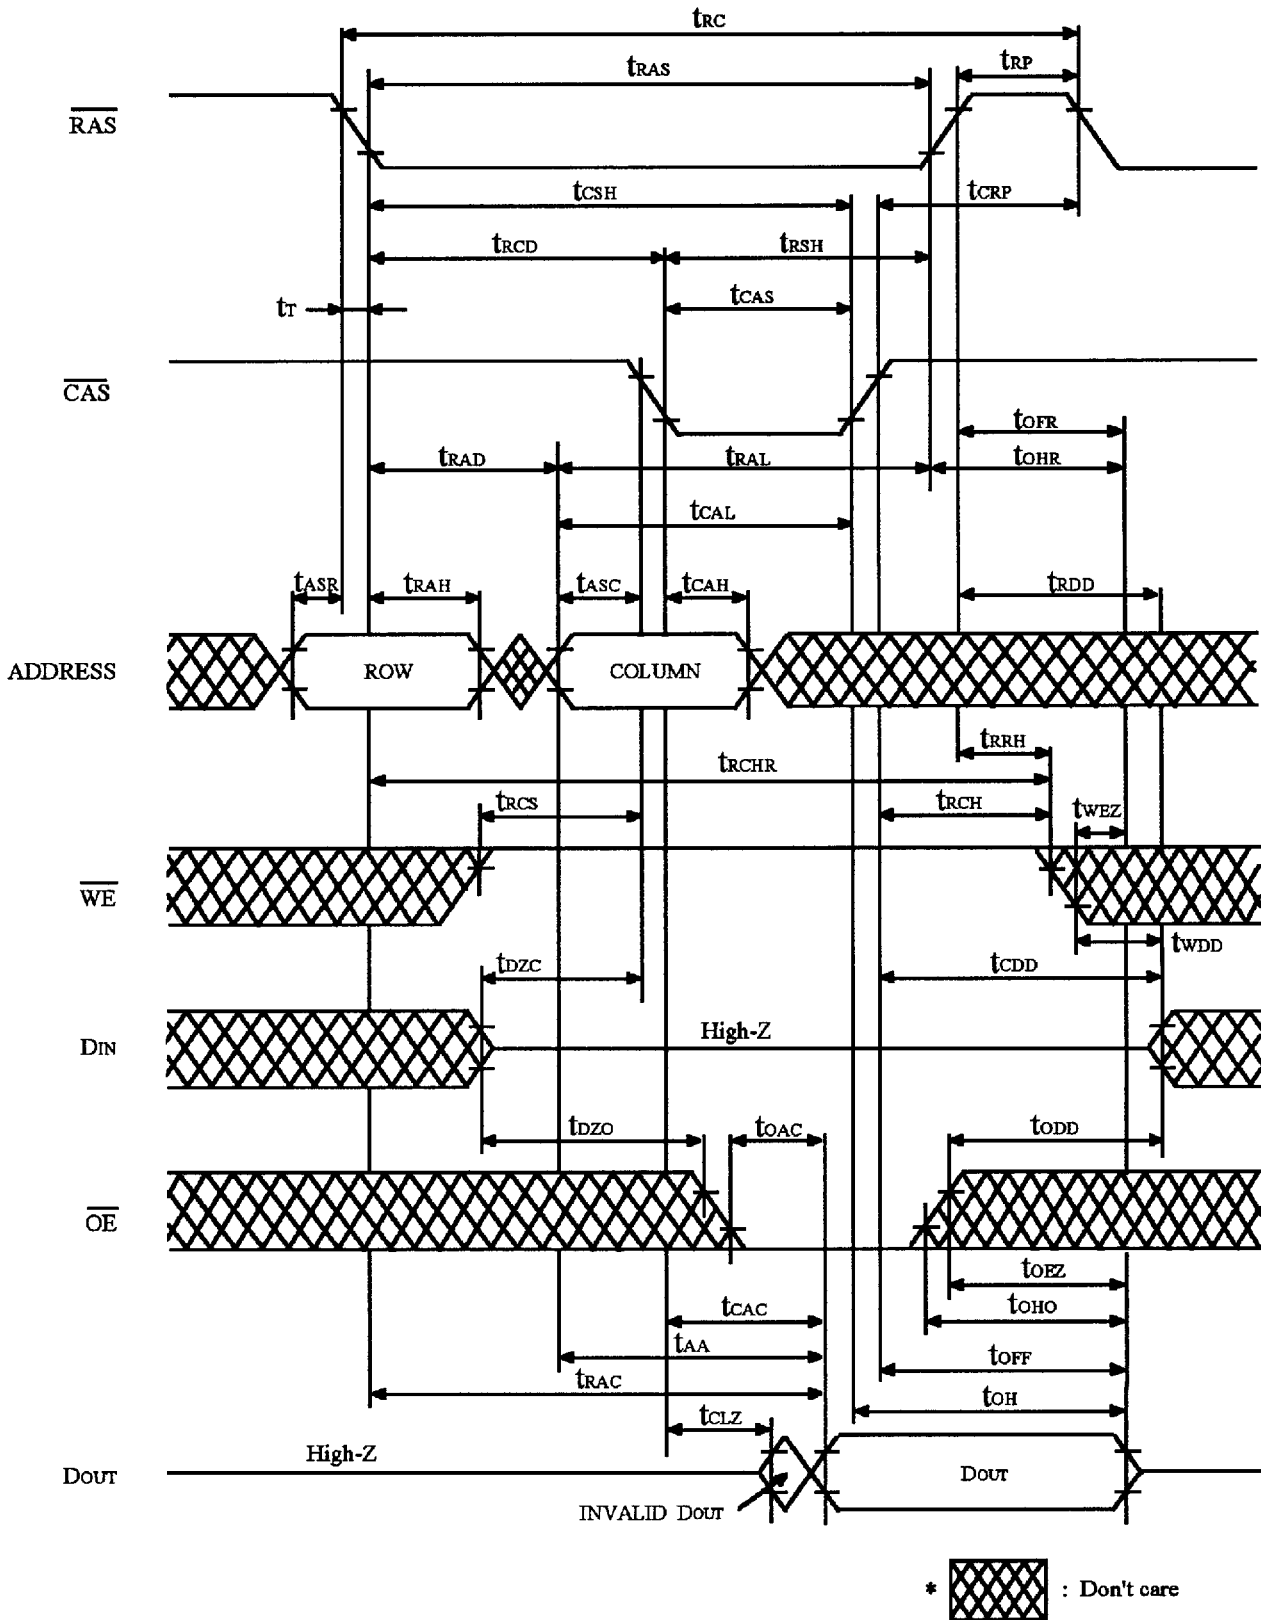 tRC
tRAS
tRP
RAS
tCSH
tCRP
tRCD
tRSH
tT
tCAS
CAS
tOFR
tRAD
tRAL
tOHR
tCAL
tASR
tRAH
tASC
tCAH
tRDD
ADDRESS
ROW
COLUMN
tRRH
tRCHR
tRCS
tRCH
tWEZ
WE
tWDD
tDZC
tCDD
DIN
High-Z
tDZO
tOAC
tODD
OE
tOEZ
tCAC
tOHO
tAA
tOFF
tRAC
tOH
tCLZ
High-Z
DOUT
DOUT
INVALID DOUT
* : Don't care